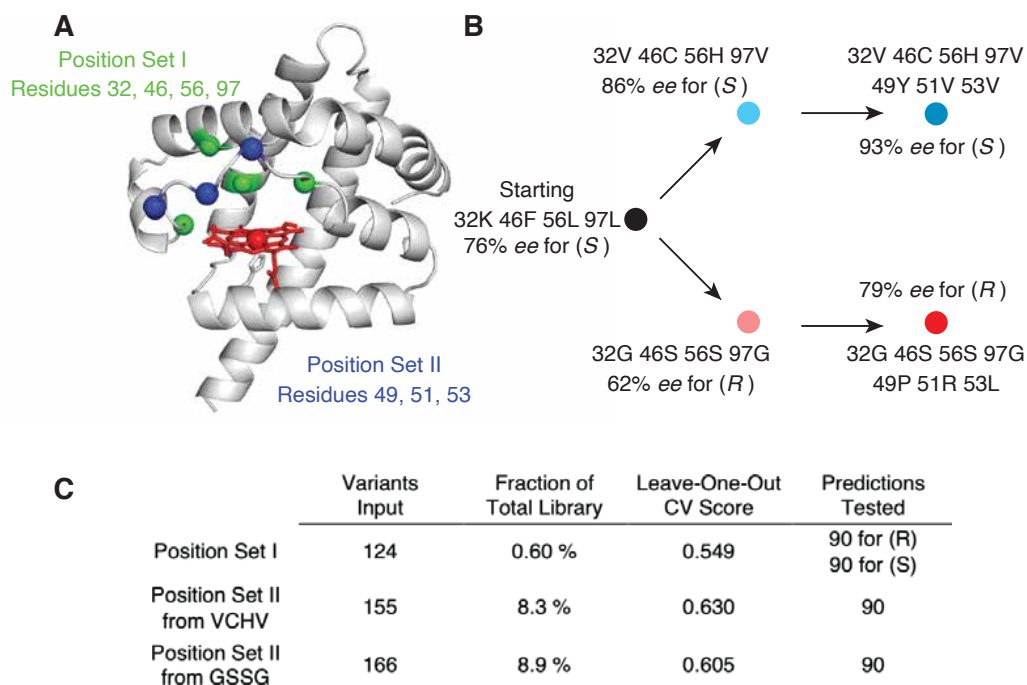 A
Position Set I
Residues 32, 46, 56, 97
Position Set II
Residues 49, 51, 53
B
32V 46C 56H 97V
86% ee for (S )
32V 46C 56H 97V
49Y 51V 53V
93% ee for (S )
Starting
32K 46F 56L 97L
76% ee for (S )
32G 46S 56S 97G
62% ee for (R )
79% ee for (R )
32G 46S 56S 97G
49P 51R 53L
C
Variants Input
Fraction of Total Library
Leave-One-Out CV Score
Predictions Tested
Position Set I 124 0.60 % 0.549 90 for (R)
90 for (S)
Position Set II from VCHV 155 8.3 % 0.630 90
Position Set II from GSSG 166 8.9 % 0.605 90